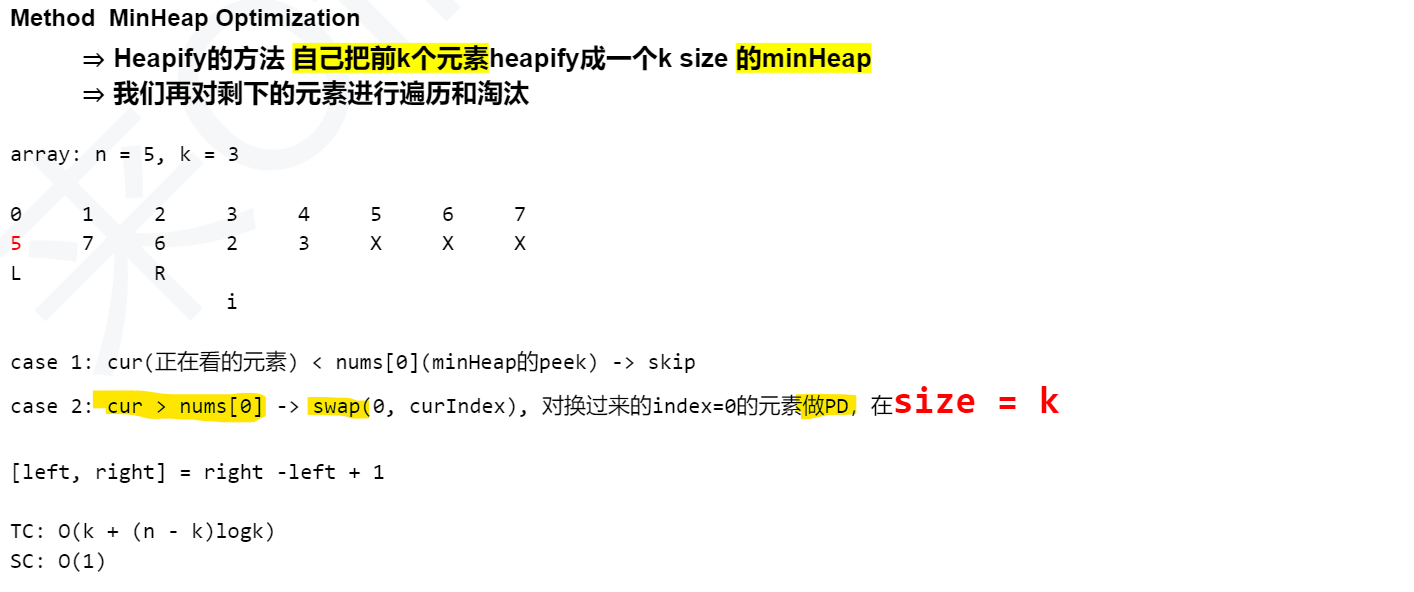 Method  MinHeap Optimization
⇒ Heapify的方法 自己把前k个元素heapify成一个k size 的minHeap
⇒ 我们再对剩下的元素进行遍历和淘汰
array: n = 5, k = 3
0 1 2 3 4 5 6 7
5 7 6 2 3 X X X
L R
i
case 1: cur(正在看的元素) < nums[0](minHeap的peek) -> skip
case 2: cur > nums[0] -> swap(0, curIndex), 对换过来的index=0的元素做PD, 在size = k
[left, right] = right -left + 1
TC: O(k + (n - k)logk)
SC: O(1)